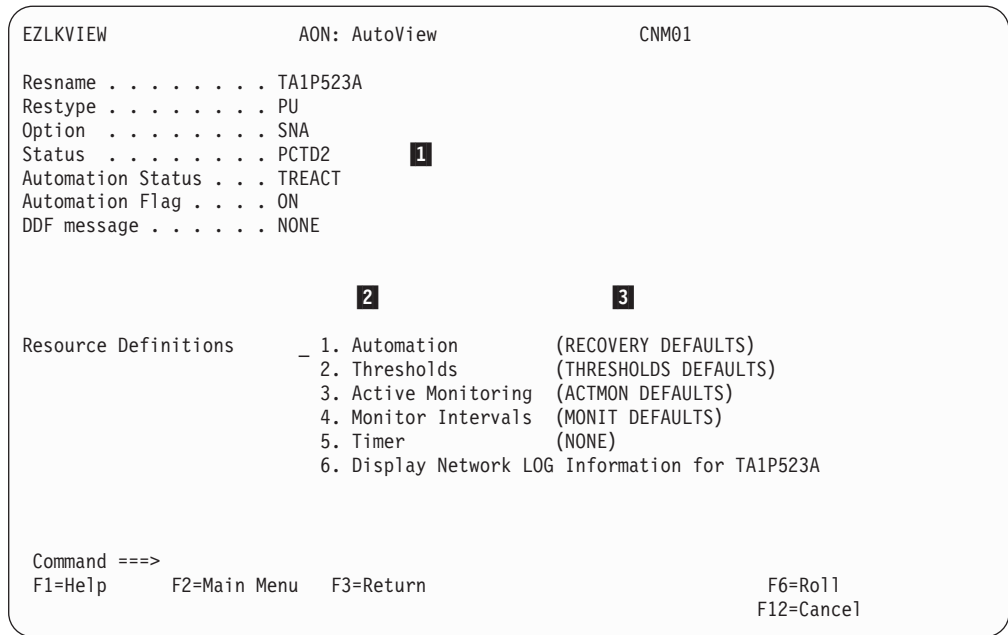 EZLKVIEW AON: AutoView CNM01
Resname . . . . . . . . TA1P523A
Restype . . . . . . . . PU
Option . . . . . . . . SNA
Status . . . . . . . . PCTD2 1
Automation Status . . . TREACT
Automation Flag . . . . ON
DDF message . . . . . . NONE
2 3
Resource Definitions _ 1. Automation (RECOVERY DEFAULTS)
2. Thresholds (THRESHOLDS DEFAULTS)
3. Active Monitoring (ACTMON DEFAULTS)
4. Monitor Intervals (MONIT DEFAULTS)
5. Timer (NONE)
6. Display Network LOG Information for TA1P523A
Command ===>
F1=Help F2=Main Menu F3=Return F6=Roll
F12=Cancel